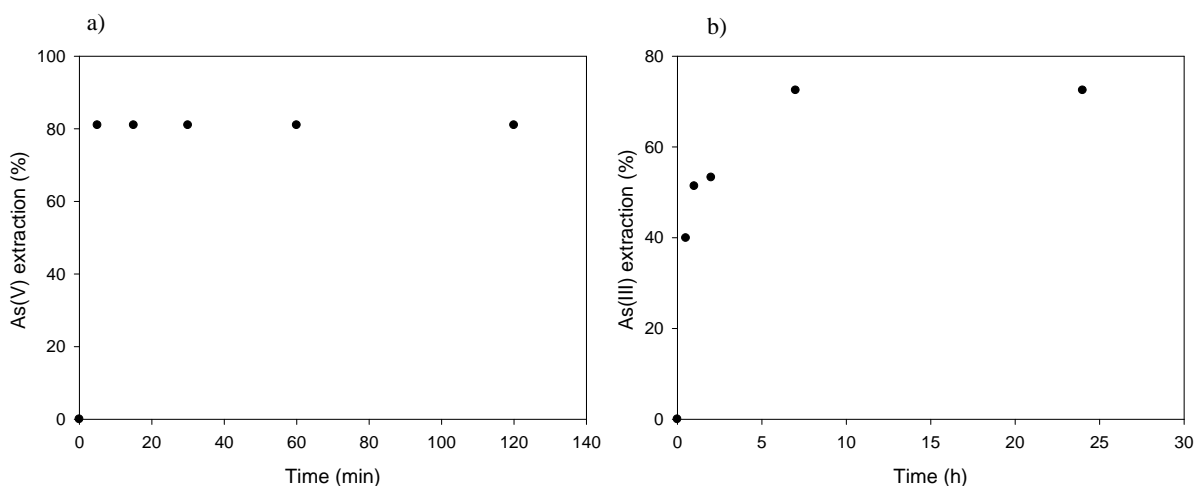 a)
100
80
60
40
20
0
As(V) extraction (%)
0 20 40 60 80 100 120 140
Time (min)
b)
80
60
40
20
0
As(III) extraction (%)
0 5 10 15 20 25 30
Time (h)